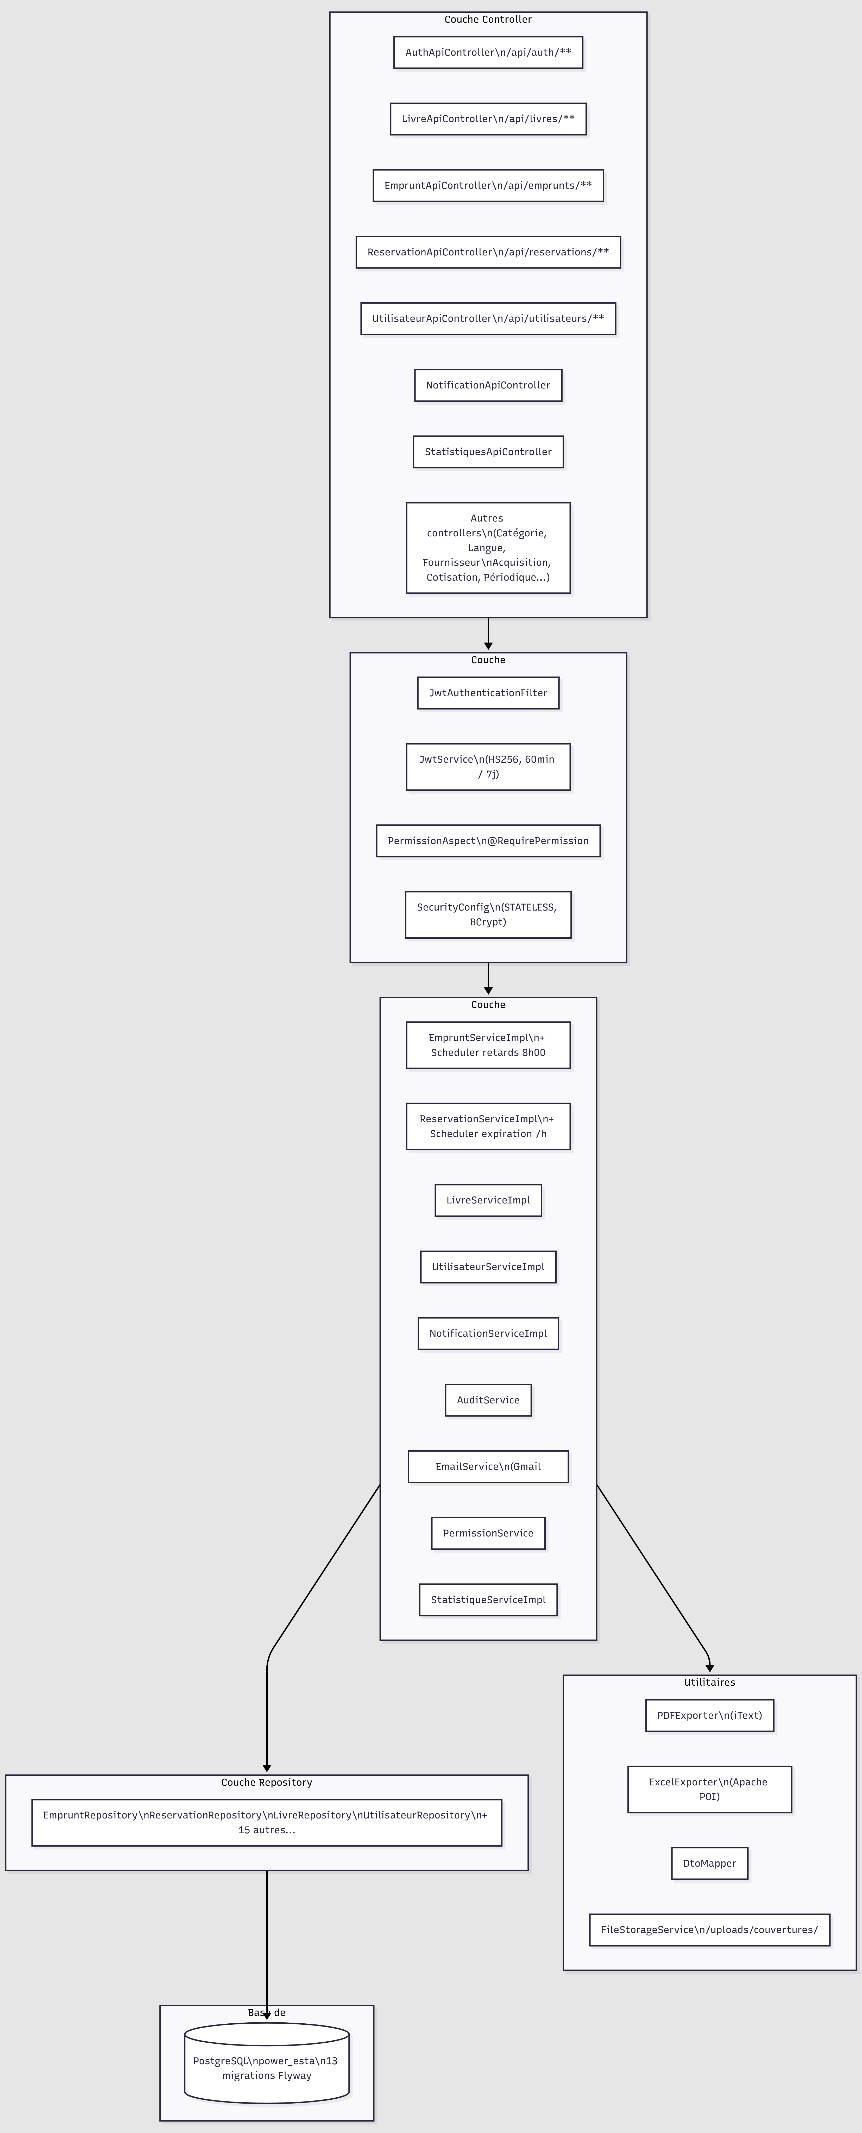 Couche Controller
AuthApiController\n/api/auth/**
LivreApiController\n/api/livres/**
EmpruntApiController\n/api/emprunts/**
ReservationApiController\n/api/reservations/**
UtilisateurApiController\n/api/utilisateurs/**
NotificationApiController
StatistiquesApiController
Autres
controllers\n(Catégorie,
Langue,
Fournisseur\nAcquisition,
Cotisation, Périodique...)
Couche
JwtAuthenticationFilter
JwtService\n(HS256, 60min
/ 7j)
PermissionAspect\n@RequirePermission
SecurityConfig\n(STATELESS,
BCrypt)
Couche
EmpruntServiceImpl\n+
Scheduler retards 8h00
ReservationServiceImpl\n+
Scheduler expiration /h
LivreServiceImpl
UtilisateurServiceImpl
NotificationServiceImpl
AuditService
EmailService\n(Gmail
PermissionService
StatistiqueServiceImpl
Utilitaires
PDFExporter\n(iText)
ExcelExporter\n(Apache
POI)
DtoMapper
FileStorageService\n/uploads/couvertures/
Couche Repository
EmpruntRepository\nReservationRepository\nLivreRepository\nUtilisateurRepository\n+
15 autres...
Base de
PostgreSQL\npower_esta\n13
migrations Flyway